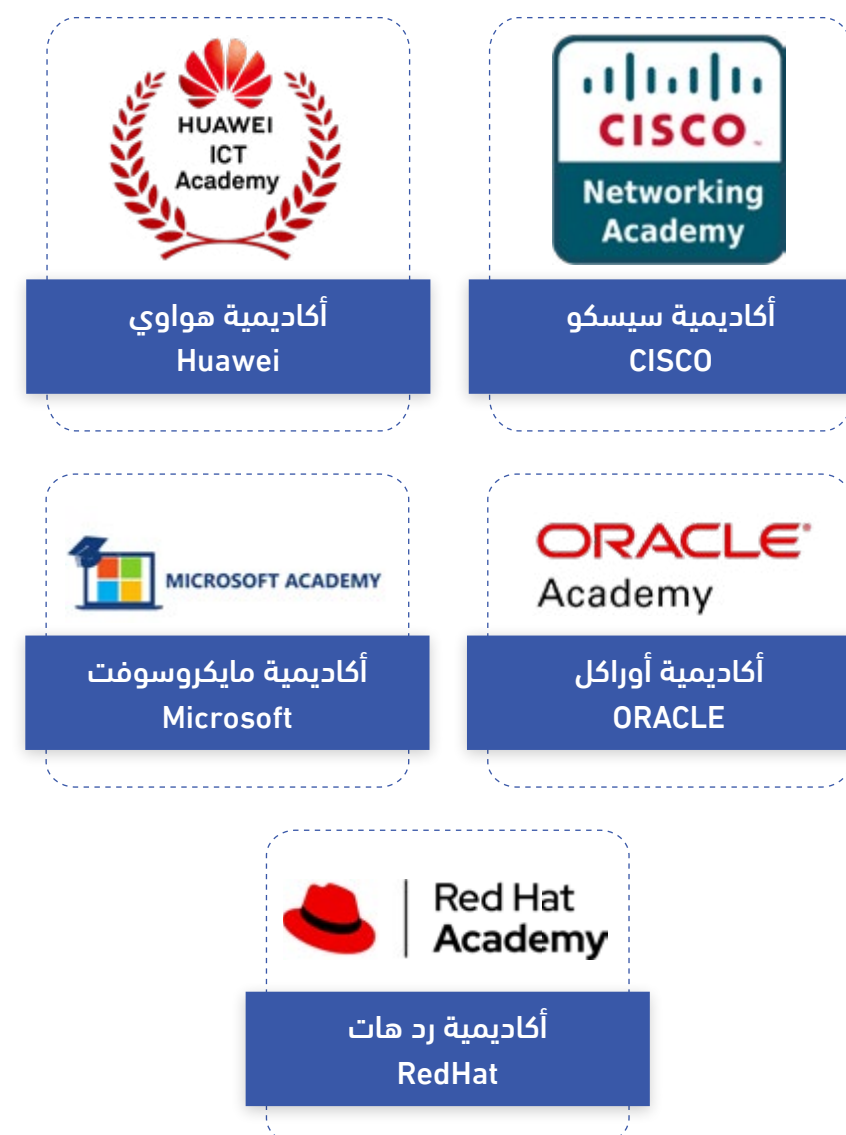 CISCO
Networking
Academy
أكاديمية سيسكو
CISCO
HUAWEI
ICT
Academy
أكاديمية هواوي
Huawei
ORACLE
Academy
أكاديمية أوراكل
ORACLE
MICROSOFT ACADEMY
أكاديمية مايكروسوفت
Microsoft
Red Hat
Academy
أكاديمية رد هات
RedHat